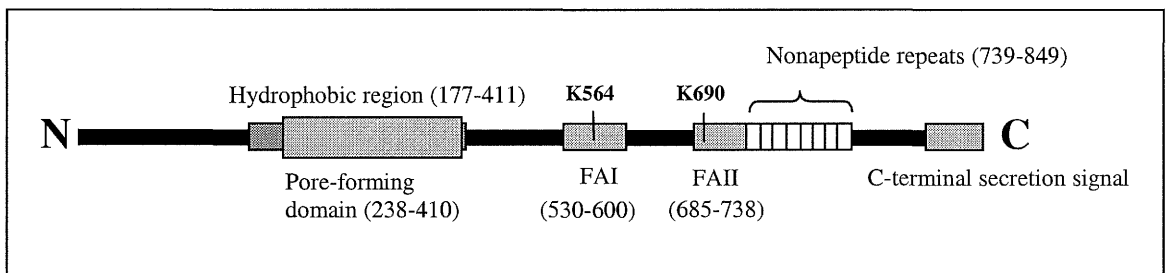 Nonapeptide repeats (739-849)
Hydrophobic region (177-411)
K564
K690
N
C
Pore-forming
domain (238-410)
FAI
(530-600)
FAII
(685-738)
C-terminal secretion signal